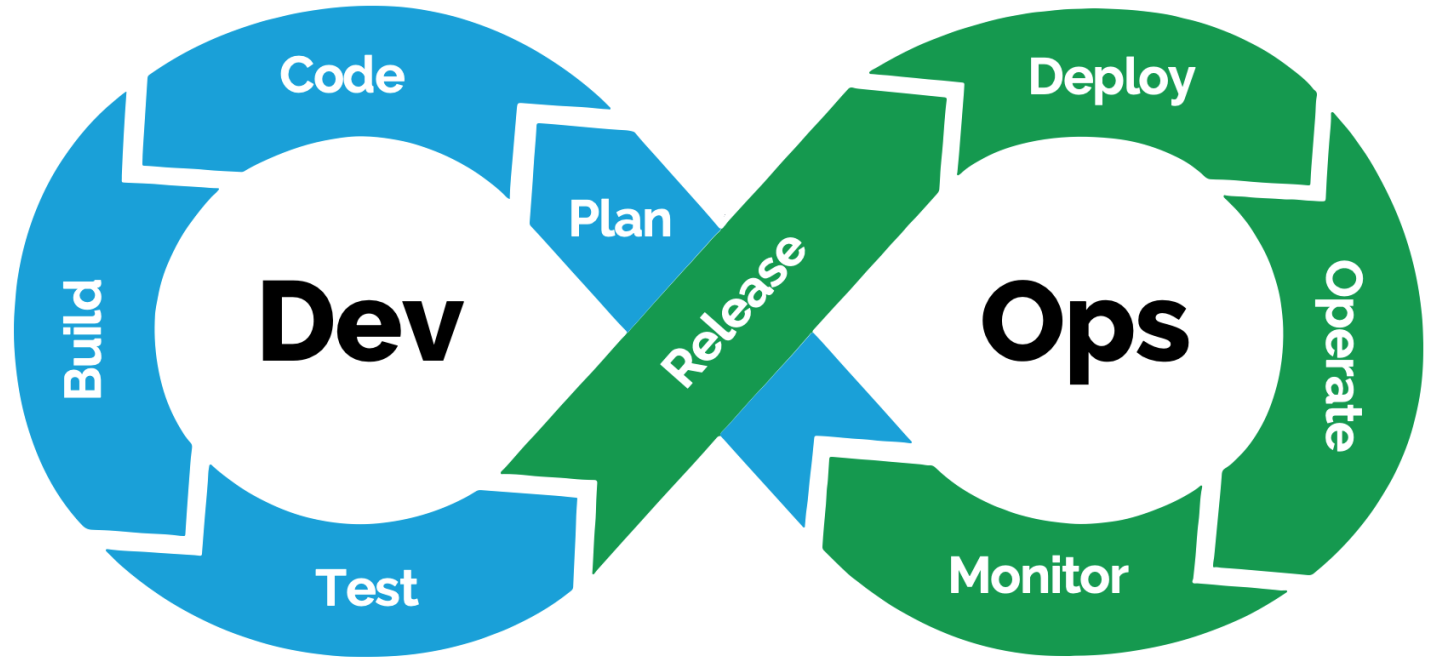 Code
Plan
Build
Test
Dev
Release
Deploy
Operate
Monitor
Ops